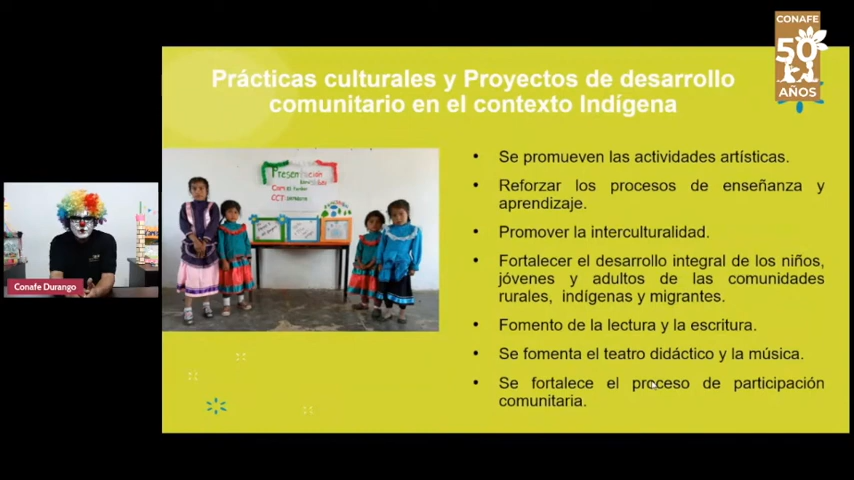 CONAFE
50
AÑOS
Prácticas culturales y Proyectos de desarrollo
comunitario en el contexto Indígena
Presentación
CCT:
• Se promueven las actividades artísticas.
• Reforzar los procesos de enseñanza y
aprendizaje.
• Promover la interculturalidad.
• Fortalecer el desarrollo integral de los niños,
jóvenes y adultos de las comunidades
rurales, indígenas y migrantes.
• Fomento de la lectura y la escritura.
• Se fomenta el teatro didáctico y la música.
• Se fortalece el proceso de participación
comunitaria.
Conafe Durango